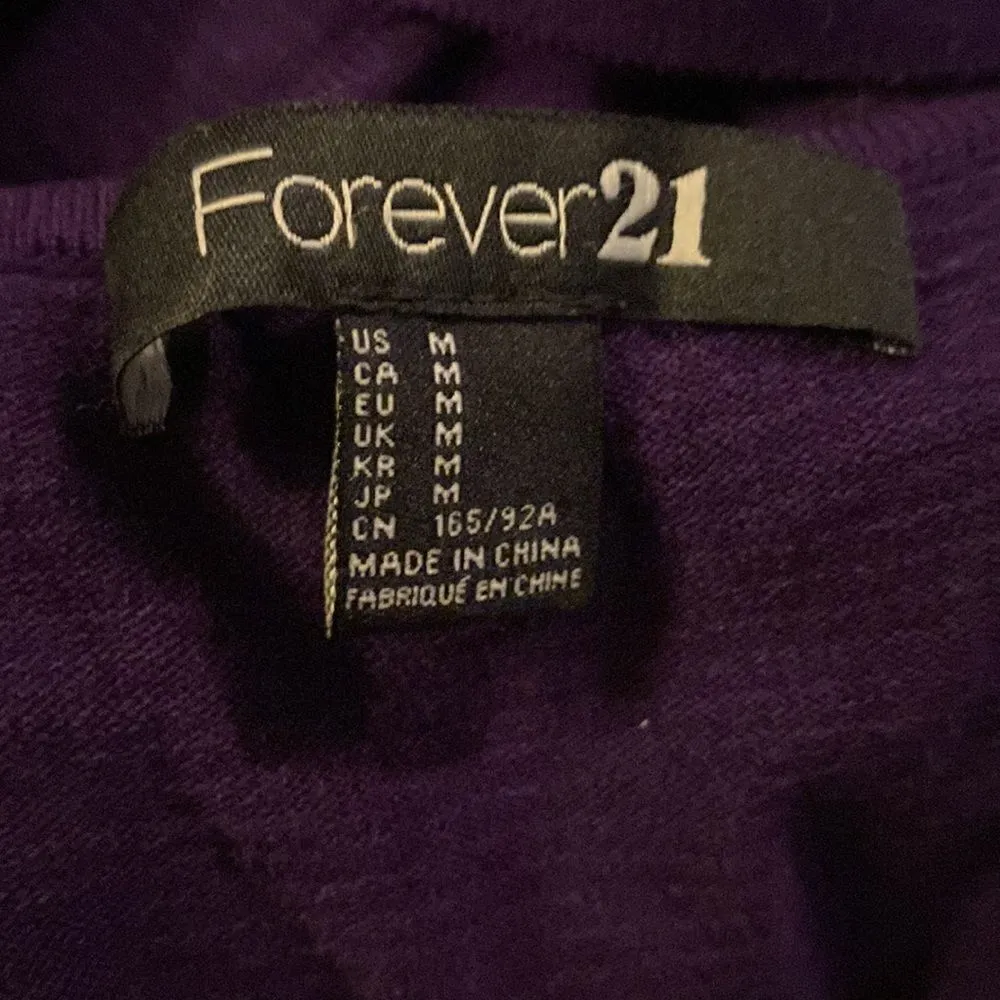 Forever21
US M
CA M
EU M
UK M
KR M
JP M
CN 165/92A
MADE IN CHINA
FABRIQUÉ EN CHINE